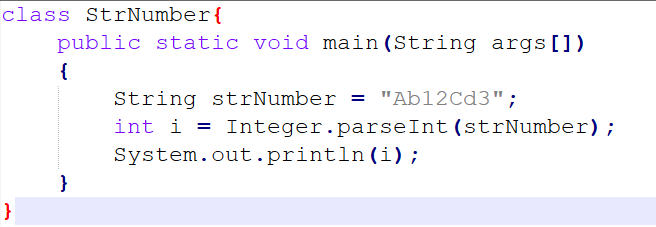 class StrNumber{
public static void main(String args[])
{
String strNumber = "Ab12Cd3";
int i = Integer.parseInt(strNumber);
System.out.println(i);
}
}